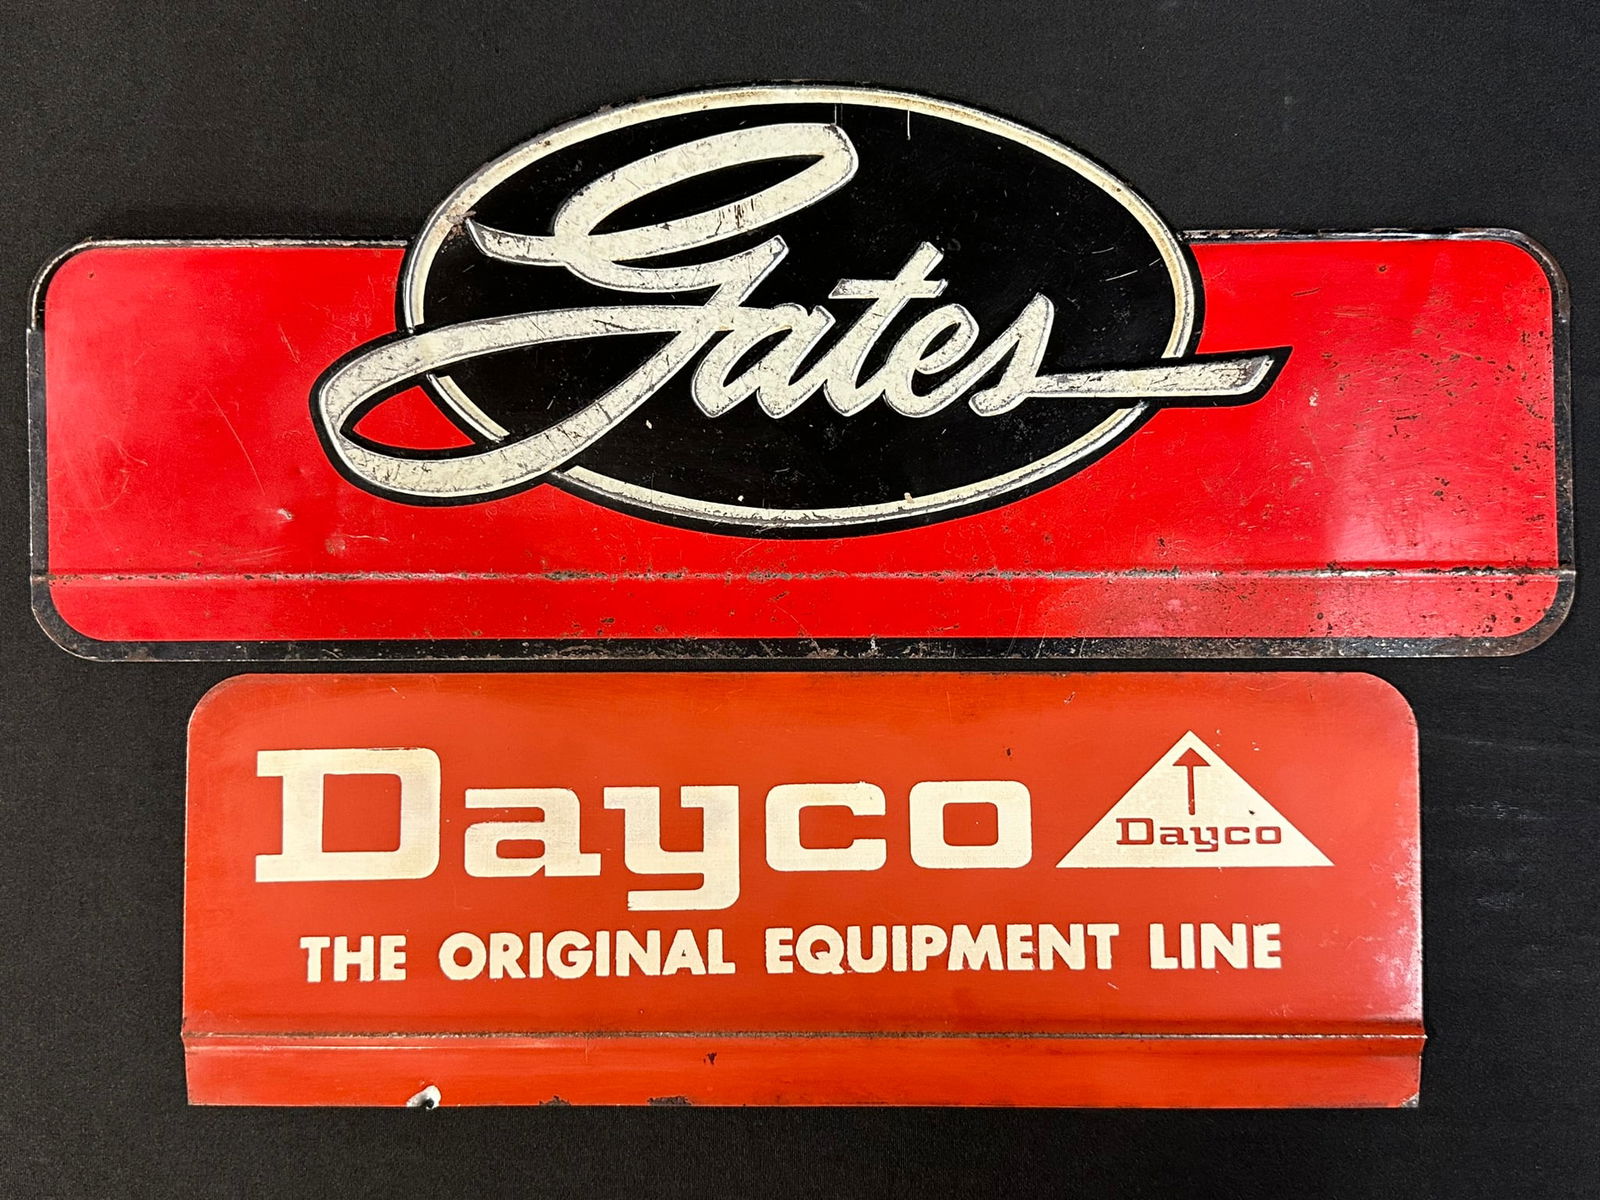 Gates
Dayco
Dayco
THE ORIGINAL EQUIPMENT LINE